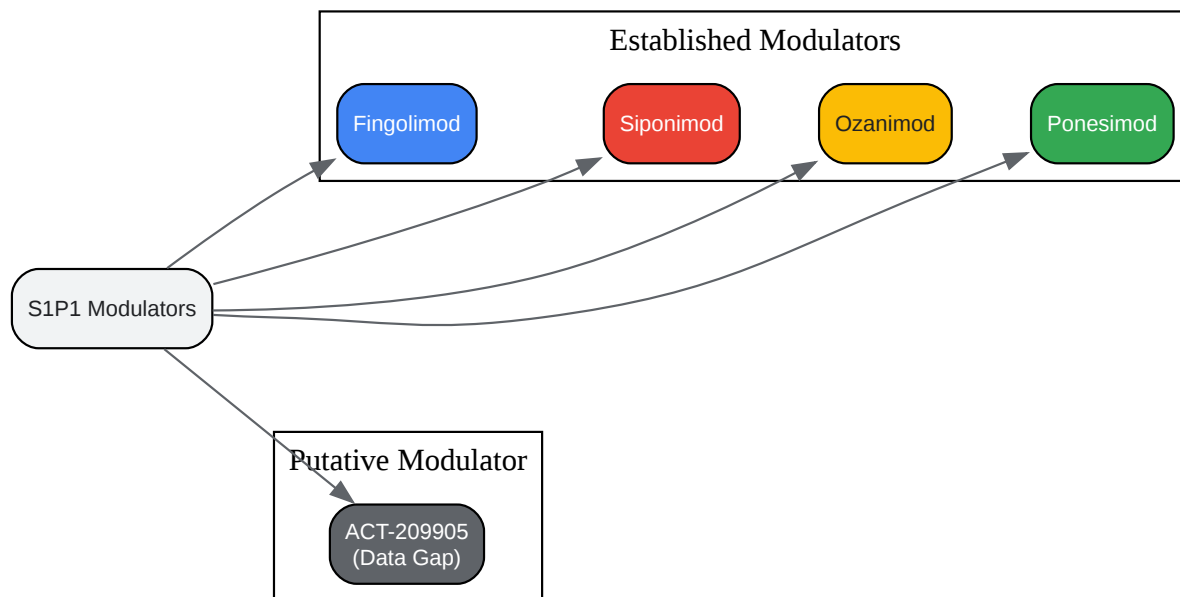 Established Modulators
Fingolimod
Siponimod
Ozanimod
Ponesimod
S1P1 Modulators
Putative Modulator
ACT-209905
(Data Gap)